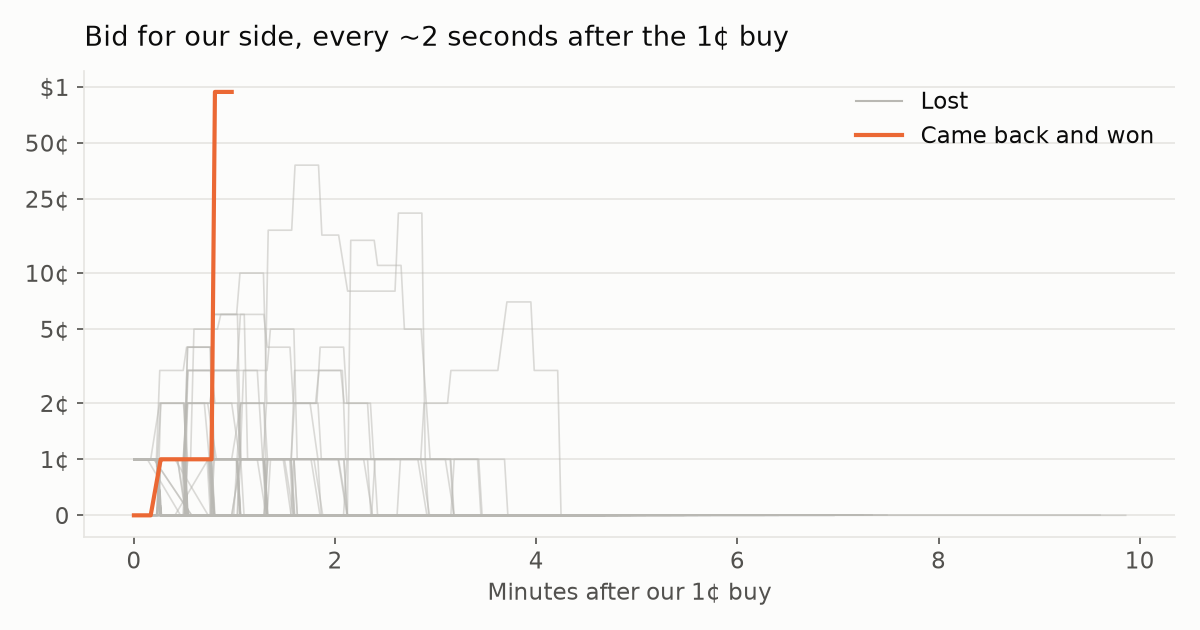 Bid for our side, every ~2 seconds after the 1¢ buy
$1
50¢
25¢
10¢
5¢
2¢
1¢
0
Lost
Came back and won
0 2 4 6 8 10
Minutes after our 1¢ buy